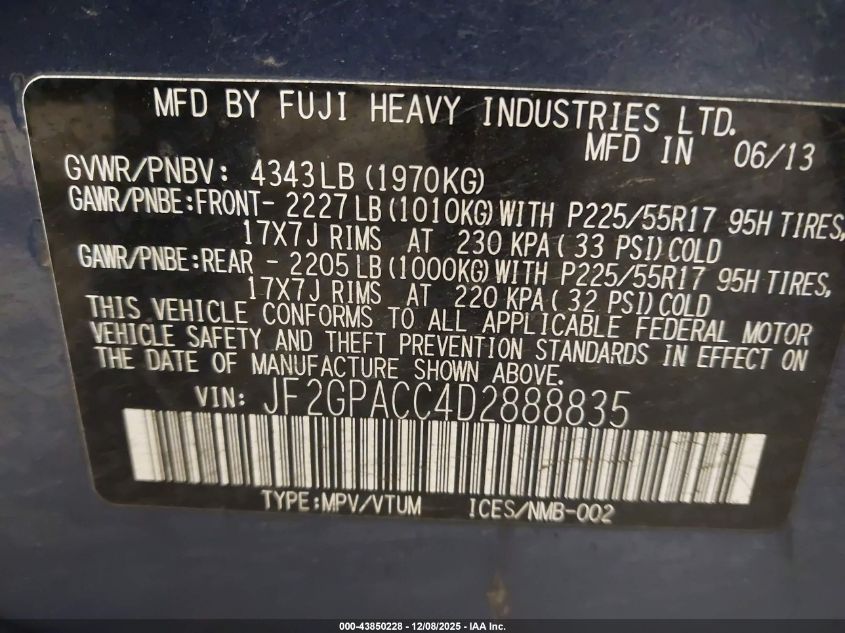 MFD BY FUJI HEAVY INDUSTRIES LTD.
MFD IN 06/13
GVWR/PNBV: 4343LB (1970KG)
GAWR/PNBE:FRONT- 2227 LB (1010KG) WITH P225/55R17 95H TIRES,
17X7J RIMS AT 230 KPA ( 33 PSI) COLD
GAWR/PNBE:REAR - 2205 LB (1000KG) WITH P225/55R17 95H TIRES,
17X7J RIMS AT 220 KPA ( 32 PSI) COLD
THIS VEHICLE CONFORMS TO ALL APPLICABLE FEDERAL MOTOR
VEHICLE SAFETY AND THEFT PREVENTION STANDARDS IN EFFECT ON
THE DATE OF MANUFACTURE SHOWN ABOVE.
VIN: JF2GPACC4D2888835
TYPE:MPV/VTUM ICES/NMB-002
000-43850228 - 12/08/2025 - IAA Inc.